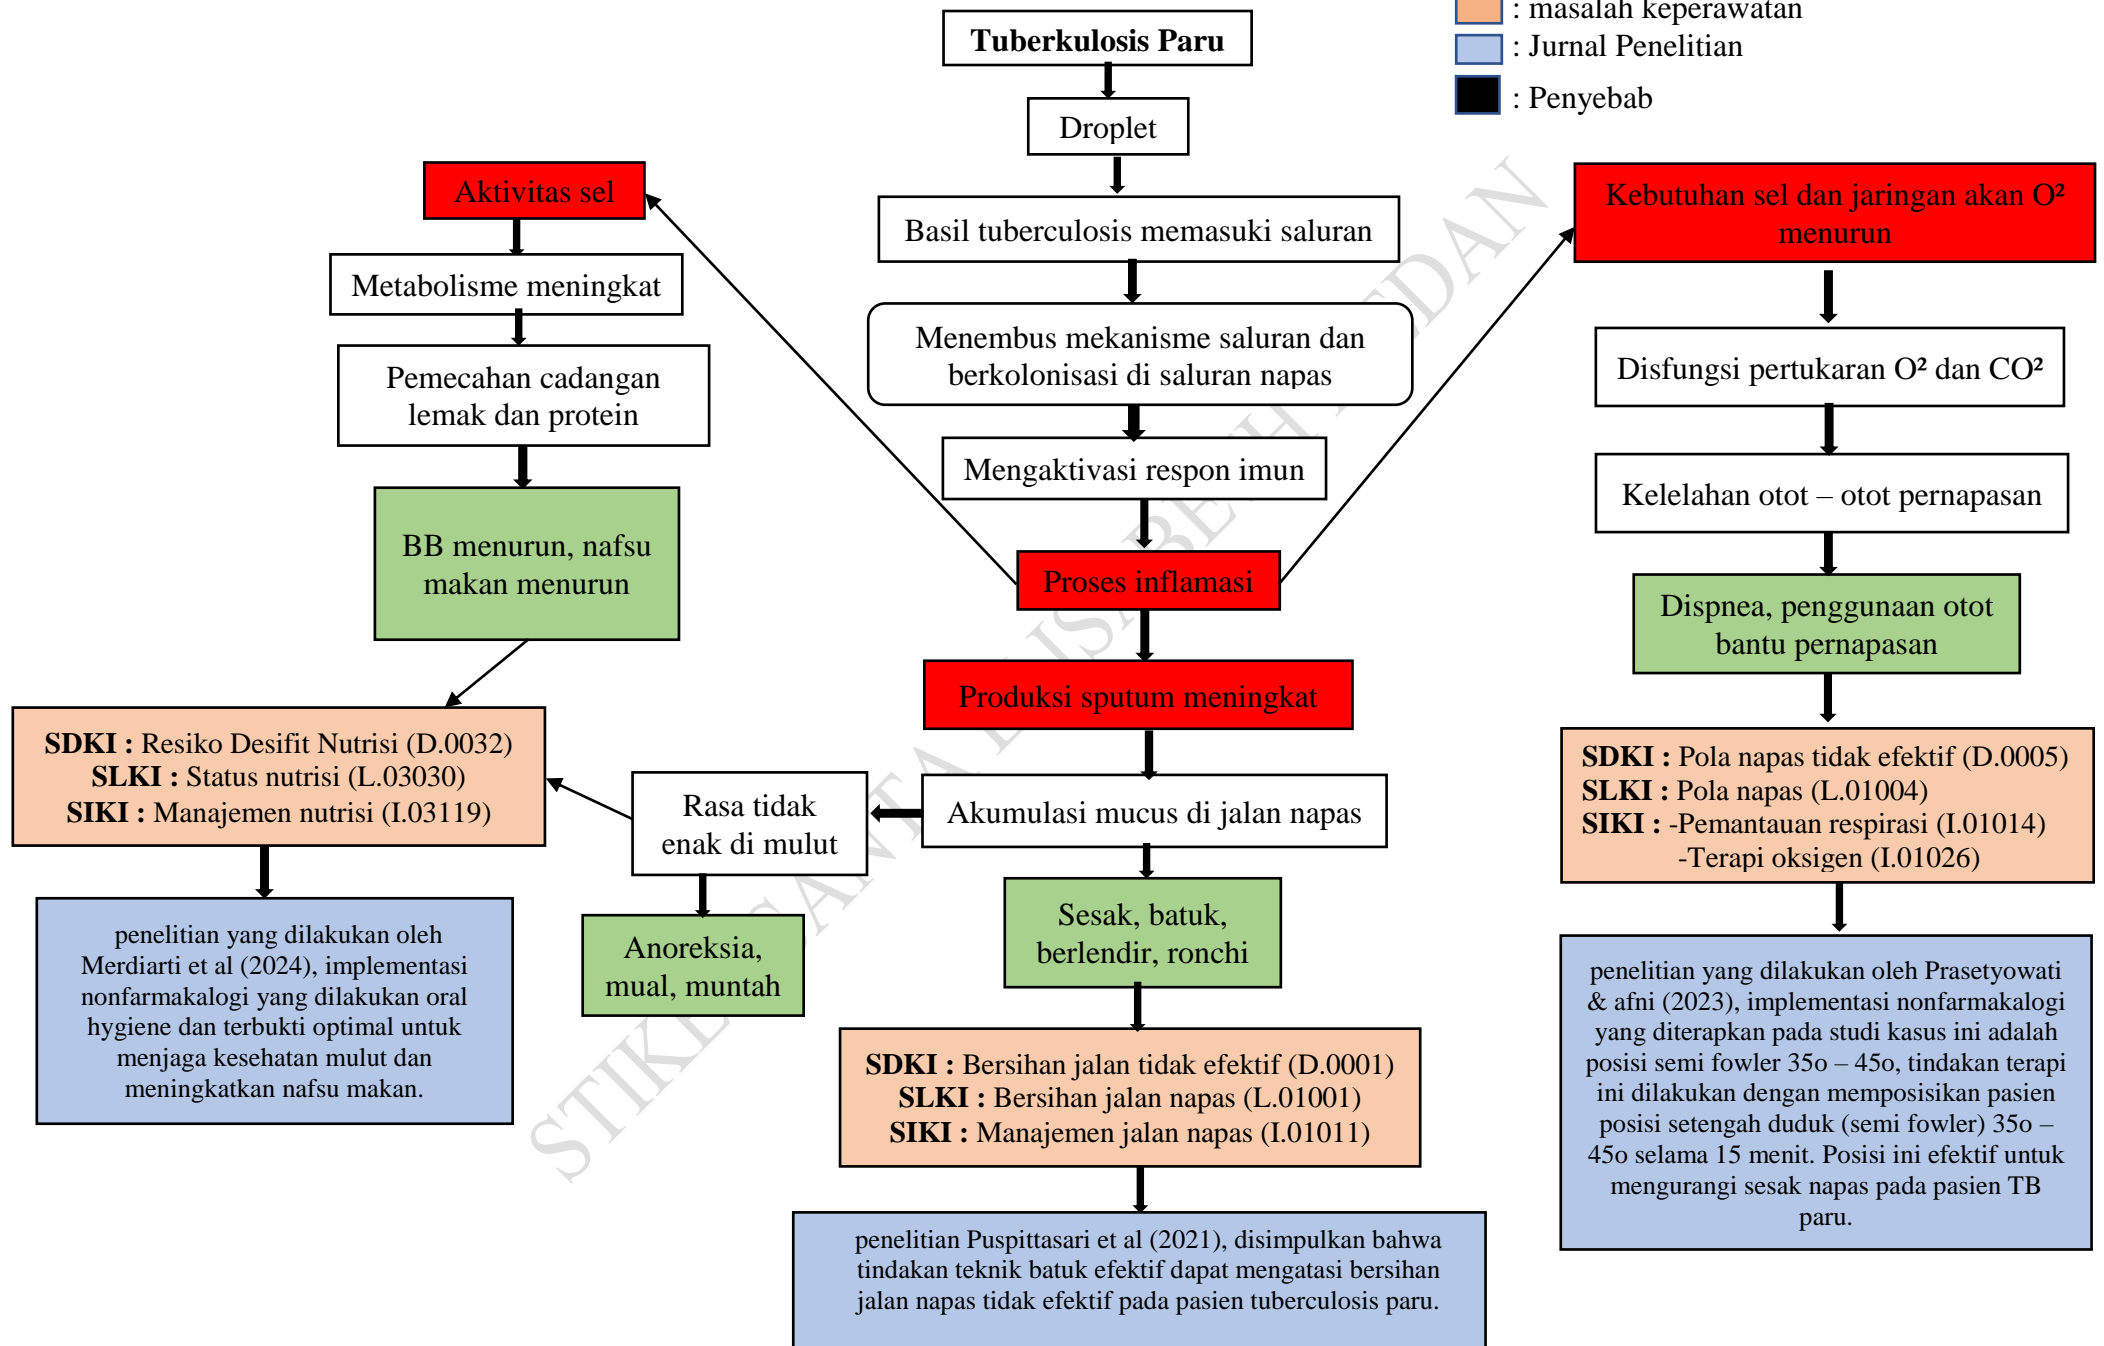 : masalah keperawatan
: Jurnal Penelitian
: Penyebab
Tuberkulosis Paru
Droplet
Basil tuberculosis memasuki saluran
Menembus mekanisme saluran dan
berkolonisasi di saluran napas
Mengaktivasi respon imun
Proses inflamasi
Produksi sputum meningkat
Akumulasi mucus di jalan napas
Sesak, batuk,
berlendir, ronchi
SDKI : Bersihan jalan tidak efektif (D.0001)
SLKI : Bersihan jalan napas (L.01001)
SIKI : Manajemen jalan napas (I.01011)
penelitian Puspittasari et al (2021), disimpulkan bahwa
tindakan teknik batuk efektif dapat mengatasi bersihan
jalan napas tidak efektif pada pasien tuberculosis paru.
Aktivitas sel
Metabolisme meningkat
Pemecahan cadangan
lemak dan protein
BB menurun, nafsu
makan menurun
SDKI : Resiko Desifit Nutrisi (D.0032)
SLKI : Status nutrisi (L.03030)
SIKI : Manajemen nutrisi (I.03119)
penelitian yang dilakukan oleh
Merdiarti et al (2024), implementasi
nonfarmakalogi yang dilakukan oral
hygiene dan terbukti optimal untuk
menjaga kesehatan mulut dan
meningkatkan nafsu makan.
Rasa tidak
enak di mulut
Anoreksia,
mual, muntah
Kebutuhan sel dan jaringan akan O²
menurun
Disfungsi pertukaran O² dan CO²
Kelelahan otot – otot pernapasan
Dispnea, penggunaan otot
bantu pernapasan
SDKI : Pola napas tidak efektif (D.0005)
SLKI : Pola napas (L.01004)
SIKI : -Pemantauan respirasi (I.01014)
-Terapi oksigen (I.01026)
penelitian yang dilakukan oleh Prasetyowati
& afni (2023), implementasi nonfarmakalogi
yang diterapkan pada studi kasus ini adalah
posisi semi fowler 35o – 45o, tindakan terapi
ini dilakukan dengan memposisikan pasien
posisi setengah duduk (semi fowler) 35o –
45o selama 15 menit. Posisi ini efektif untuk
mengurangi sesak napas pada pasien TB
paru.